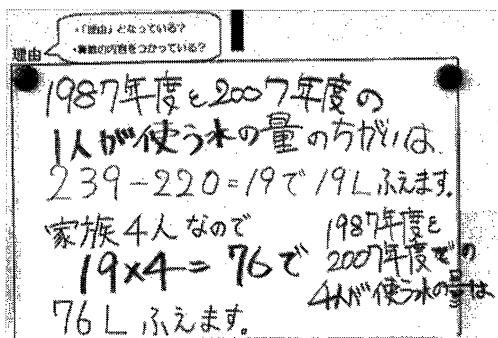 ・「理由」となっている？
・算数の内容をつかっている？
理由
1987年度と2007年度の
1人が使う水の量のちがいは、
239－220＝19で 19Lふえます。
家族4人なので
19×4＝76で
76Lふえます。
1987年度と
2007年度の
4人が使う水の量は、